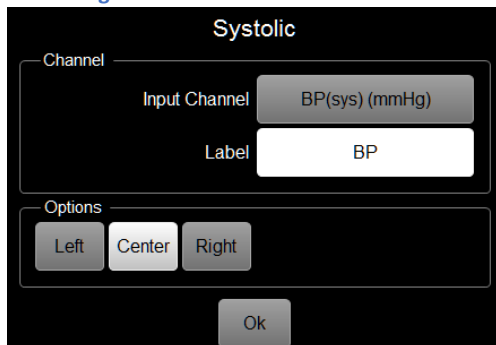 Systolic
Channel
Input Channel BP(sys) (mmHg)
Label BP
Options
Left Center Right
Ok